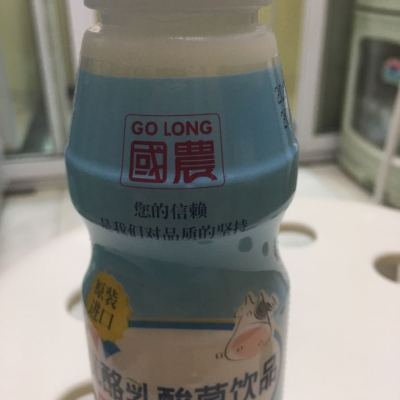 GO LONG
國農
您的信赖
是我们对品质的坚持
原装
进口
酪乳酸菌饮品